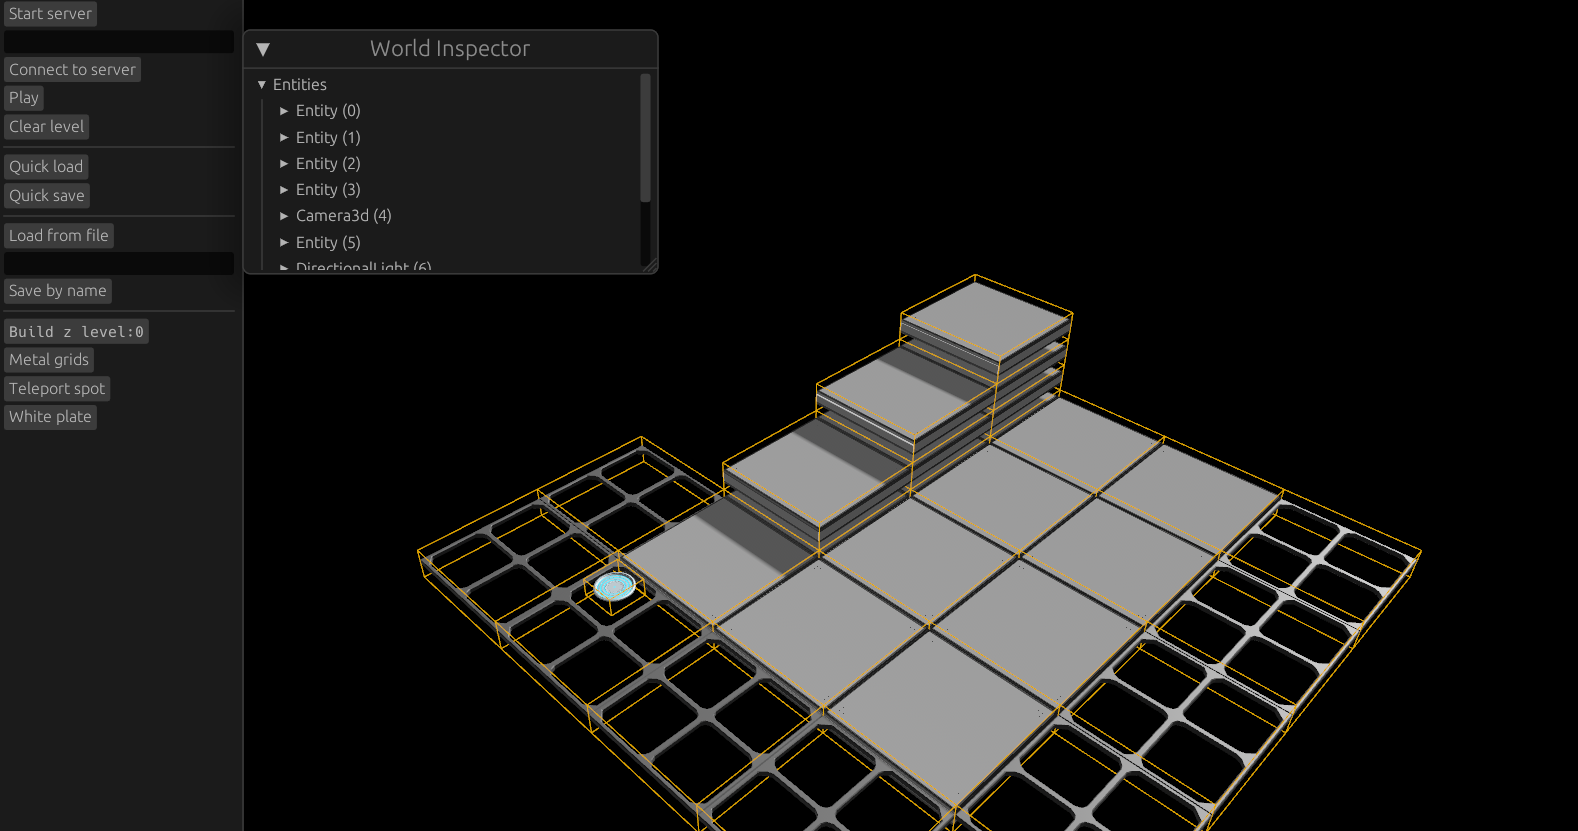 Start server
Connect to server
Play
Clear level
Quick load
Quick save
Load from file
Save by name
Build z level:0
Metal grids
Teleport spot
White plate
World Inspector
Entities
Entity (0)
Entity (1)
Entity (2)
Entity (3)
Camera3d (4)
Entity (5)
DirectionalLight (6)